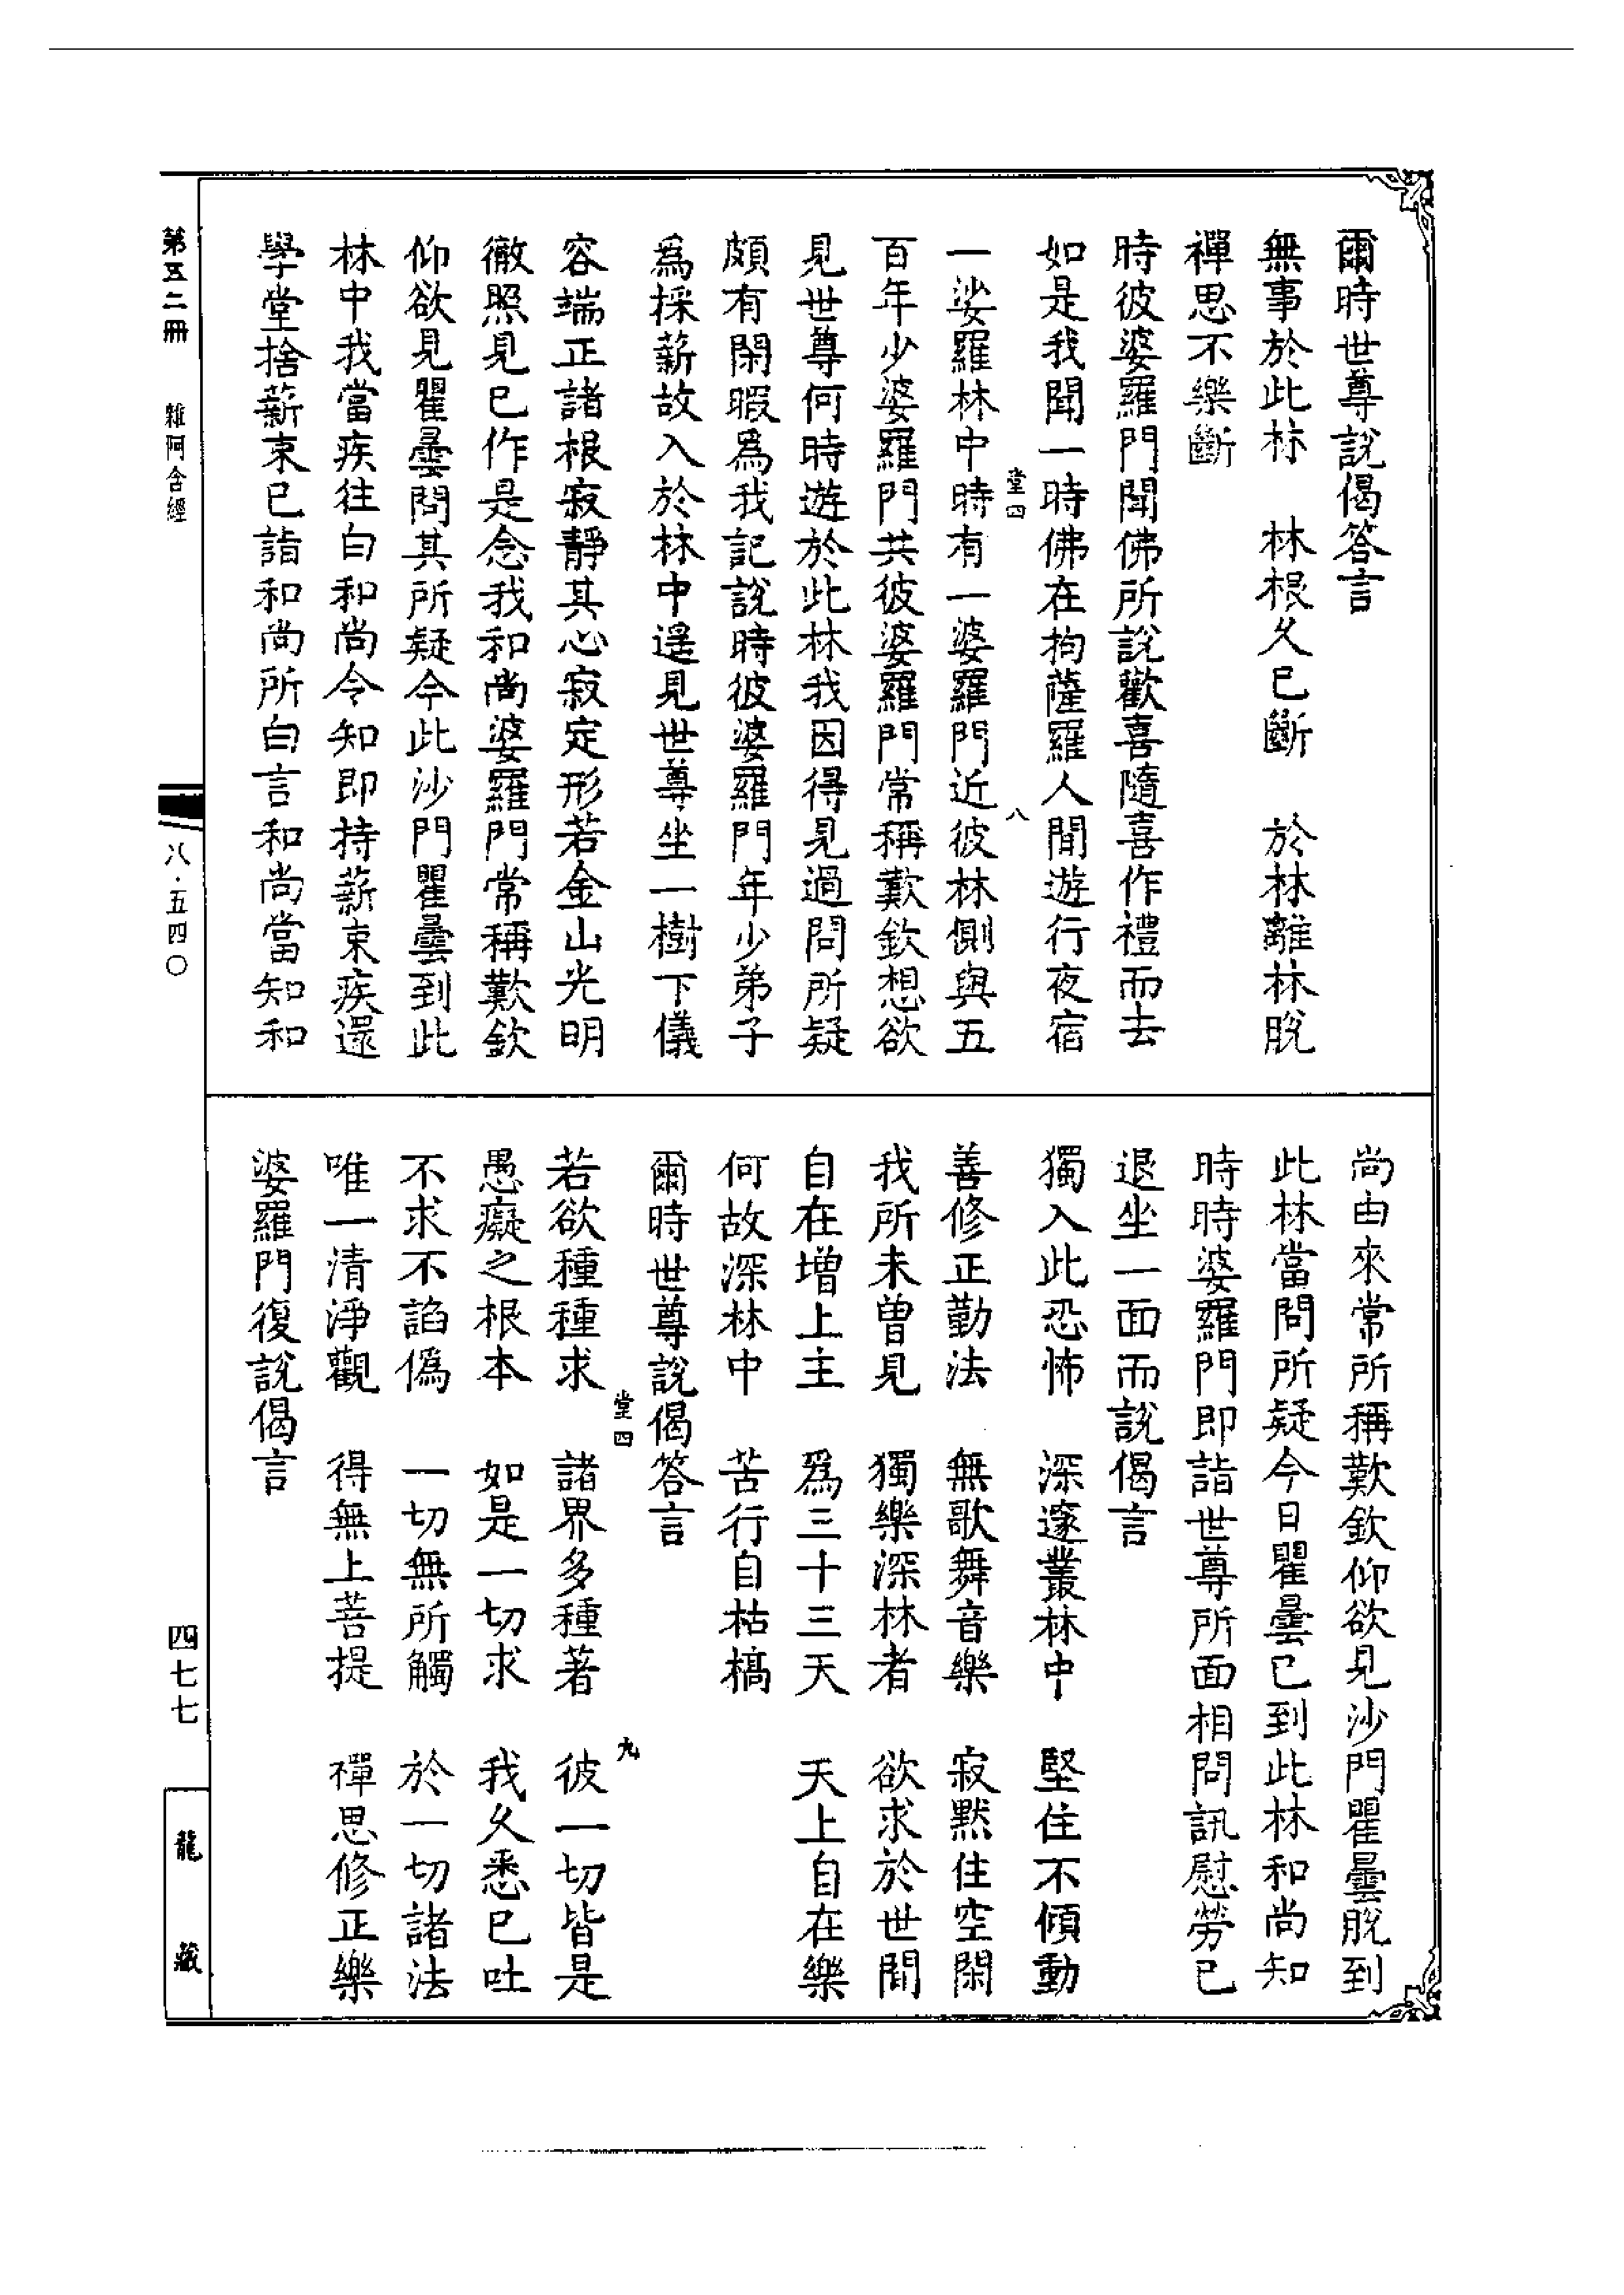 爾時世尊說偈答言
無事於此林　林根久已斷　於林離林脫
禪思不樂斷
時彼婆羅門聞佛所說歡喜隨喜作禮而去
如是我聞一時佛在拘薩羅人間遊行夜宿
堂四　八
一娑羅林中時有一婆羅門近彼林側與五
百年少婆羅門共彼婆羅門常稱歎欽想欲
見世尊何時遊於此林我因得見過問所疑
頗有閑暇爲我記說時彼婆羅門年少弟子
爲採薪故入於林中遥見世尊坐一樹下儀
容端正諸根寂靜其心寂定形若金山光明
徹照見已作是念我和尚婆羅門常稱歎欽
仰欲見瞿曇問其所疑今此沙門瞿曇到此
林中我當疾往白和尚令知即持薪束疾還
學堂捨薪束已詣和尚所白言和尚當知和
尚由來常所稱歎欽仰欲見沙門瞿曇脫到
此林當問所疑今日瞿曇已到此林和尚知
時時婆羅門即詣世尊所面相問訊慰勞已
退坐一面而說偈言
獨入此恐怖　深邃叢林中　堅住不傾動
善修正勤法　無歌舞音樂　寂默住空閑
我所未曾見　獨樂深林者　欲求於世間
自在增上主　爲三十三天　天上自在樂
何故深林中　苦行自枯槁
爾時世尊說偈答言
堂四　九
若欲種種求　諸界多種著　彼一切皆是
愚癡之根本　如是一切求　我久悉已吐
不求不諂僞　一切無所觸　於一切諸法
唯一清淨觀　得無上菩提　禪思修正樂
婆羅門復說偈言
第五二冊　雜阿含經　八·五四〇　四七七　龍藏